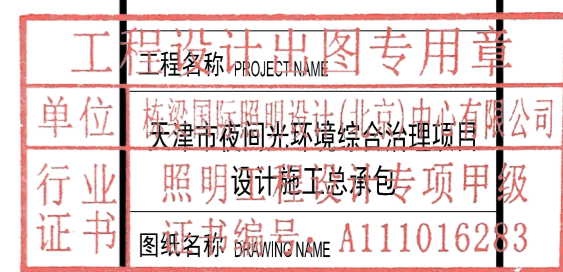 工程设计出图专用章
工程名称 PROJECT NAME
单位 栋梁国际照明设计(北京)中心有限公司
天津市夜间光环境综合治理项目
设计施工总承包
行业证书 照明工程设计专项甲级
证书编号: A111016283
图纸名称 DRAWING NAME